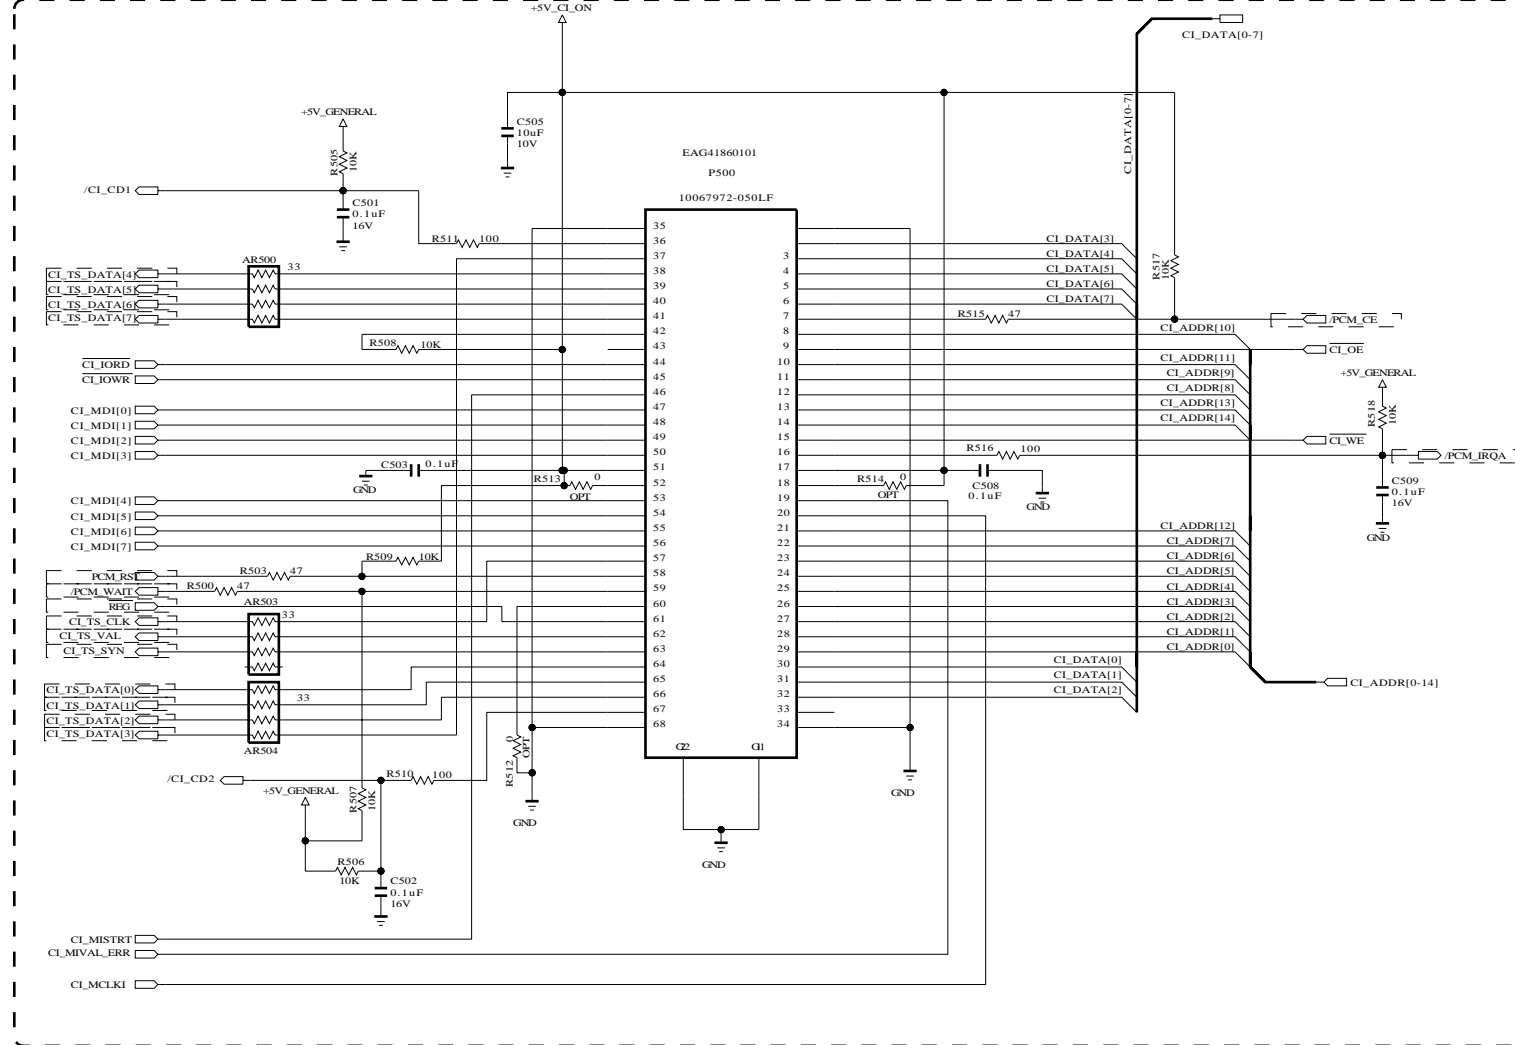 +5V_CI_ON
CI_DATA[0-7]
+5V_GENERAL
R505
10K
C505
10uF
10V
CI_DATA[0-7]
EAG41860101
P500
10067972-050LF
/CI_CD1
C501
0.1uF
16V
R511 100
AR500
33
CI_TS_DATA[4]
CI_TS_DATA[5]
CI_TS_DATA[6]
CI_TS_DATA[7]
R508 10K
CI_IORD
CI_IOWR
CI_MDI[0]
CI_MDI[1]
CI_MDI[2]
CI_MDI[3]
C503 0.1uF
GND
R513 0
OPT
CI_MDI[4]
CI_MDI[5]
CI_MDI[6]
CI_MDI[7]
R509 10K
PCM_RST
R503 47
/PCM_WAIT
R500 47
REG
AR503
33
CI_TS_CLK
CI_TS_VAL
CI_TS_SYN
CI_TS_DATA[0]
CI_TS_DATA[1]
33
CI_TS_DATA[2]
CI_TS_DATA[3]
AR504
R512
0
OPT
GND
/CI_CD2
R510 100
+5V_GENERAL
R507
10K
R506
10K
C502
0.1uF
16V
CI_MISTRT
CI_MIVAL_ERR
CI_MCLKI
35
36
37
38
39
40
41
42
43
44
45
46
47
48
49
50
51
52
53
54
55
56
57
58
59
60
61
62
63
64
65
66
67
68
3
4
5
6
7
8
9
10
11
12
13
14
15
16
17
18
19
20
21
22
23
24
25
26
27
28
29
30
31
32
33
34
G2
G1
GND
GND
CI_DATA[3]
CI_DATA[4]
CI_DATA[5]
CI_DATA[6]
CI_DATA[7]
R515 47
R517
10K
/PCM_CE
CI_ADDR[10]
CI_OE
CI_ADDR[11]
CI_ADDR[9]
CI_ADDR[8]
CI_ADDR[13]
CI_ADDR[14]
+5V_GENERAL
R518
10K
CI_WE
R516 100
/PCM_IRQA
R514 0
OPT
C508
0.1uF
GND
C509
0.1uF
16V
GND
CI_ADDR[12]
CI_ADDR[7]
CI_ADDR[6]
CI_ADDR[5]
CI_ADDR[4]
CI_ADDR[3]
CI_ADDR[2]
CI_ADDR[1]
CI_ADDR[0]
CI_DATA[0]
CI_DATA[1]
CI_DATA[2]
CI_ADDR[0-14]